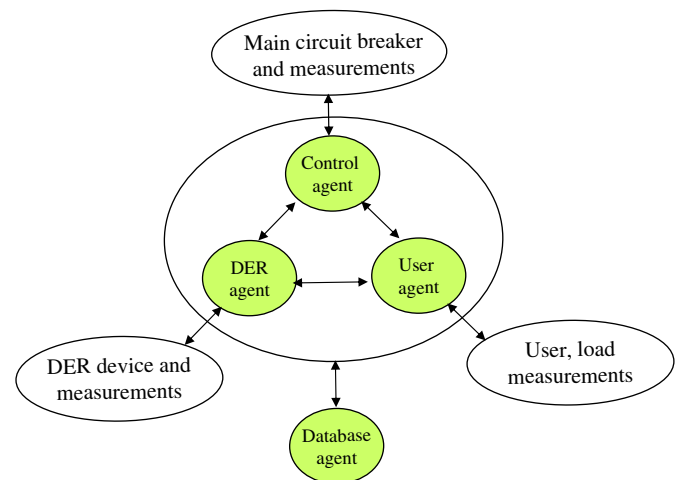 Main circuit breaker
and measurements
Control
agent
DER
agent
User
agent
DER device and
measurements
User, load
measurements
Database
agent